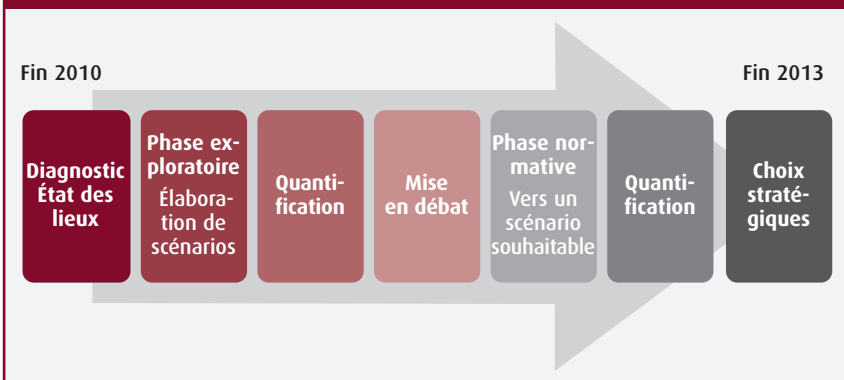 Fin 2010
Fin 2013
Diagnostic
État des
lieux
Phase ex-
ploratoire
Élabora-
tion de
scénarios
Quanti-
fication
Mise
en débat
Phase nor-
mative
Vers un
scénario
souhaitable
Quanti-
fication
Choix
straté-
giques